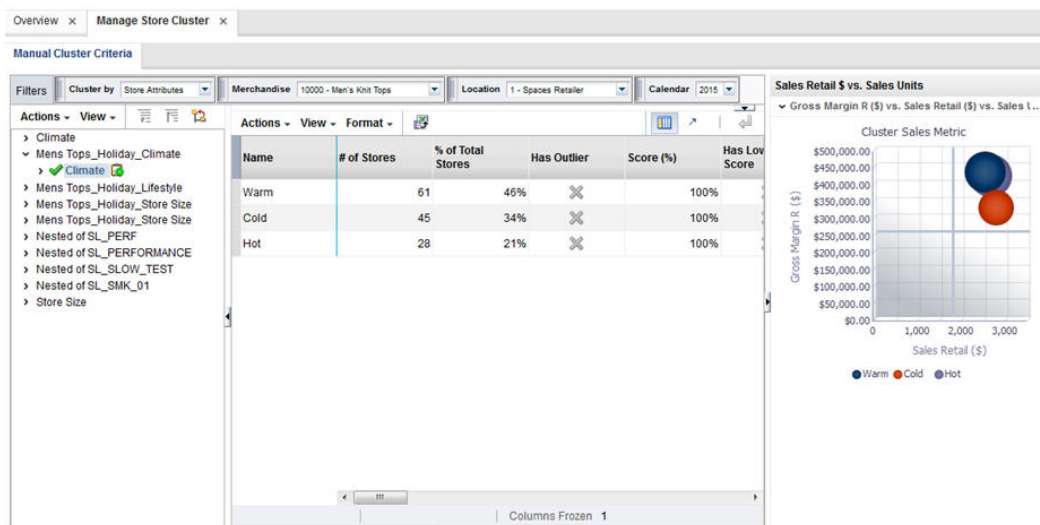 Overview × Manage Store Cluster ×
Manual Cluster Criteria
Filters Cluster by Store Attributes Merchandise 10000 - Men's Knit Tops Location 1 - Spaces Retailer Calendar 2015
Actions View
Climate
Mens Tops_Holiday_Climate
Climate
Mens Tops_Holiday_Lifestyle
Mens Tops_Holiday_Store Size
Mens Tops_Holiday_Store Size
Nested of SL_PERF
Nested of SL_PERFORMANCE
Nested of SL_SLOW_TEST
Nested of SL_SMK_01
Store Size
Actions View Format
Name # of Stores % of Total Stores Has Outlier Score (%) Has Low Score
Warm 61 46% 100%
Cold 45 34% 100%
Hot 28 21% 100%
Columns Frozen 1
Sales Retail $ vs. Sales Units
Gross Margin R ($) vs. Sales Retail ($) vs. Sales U...
Cluster Sales Metric
$500,000.00
$450,000.00
$400,000.00
$350,000.00
$300,000.00
$250,000.00
$200,000.00
$150,000.00
$100,000.00
$50,000.00
$0.00
Gross Margin R ($)
0 1,000 2,000 3,000
Sales Retail ($)
Warm Cold Hot